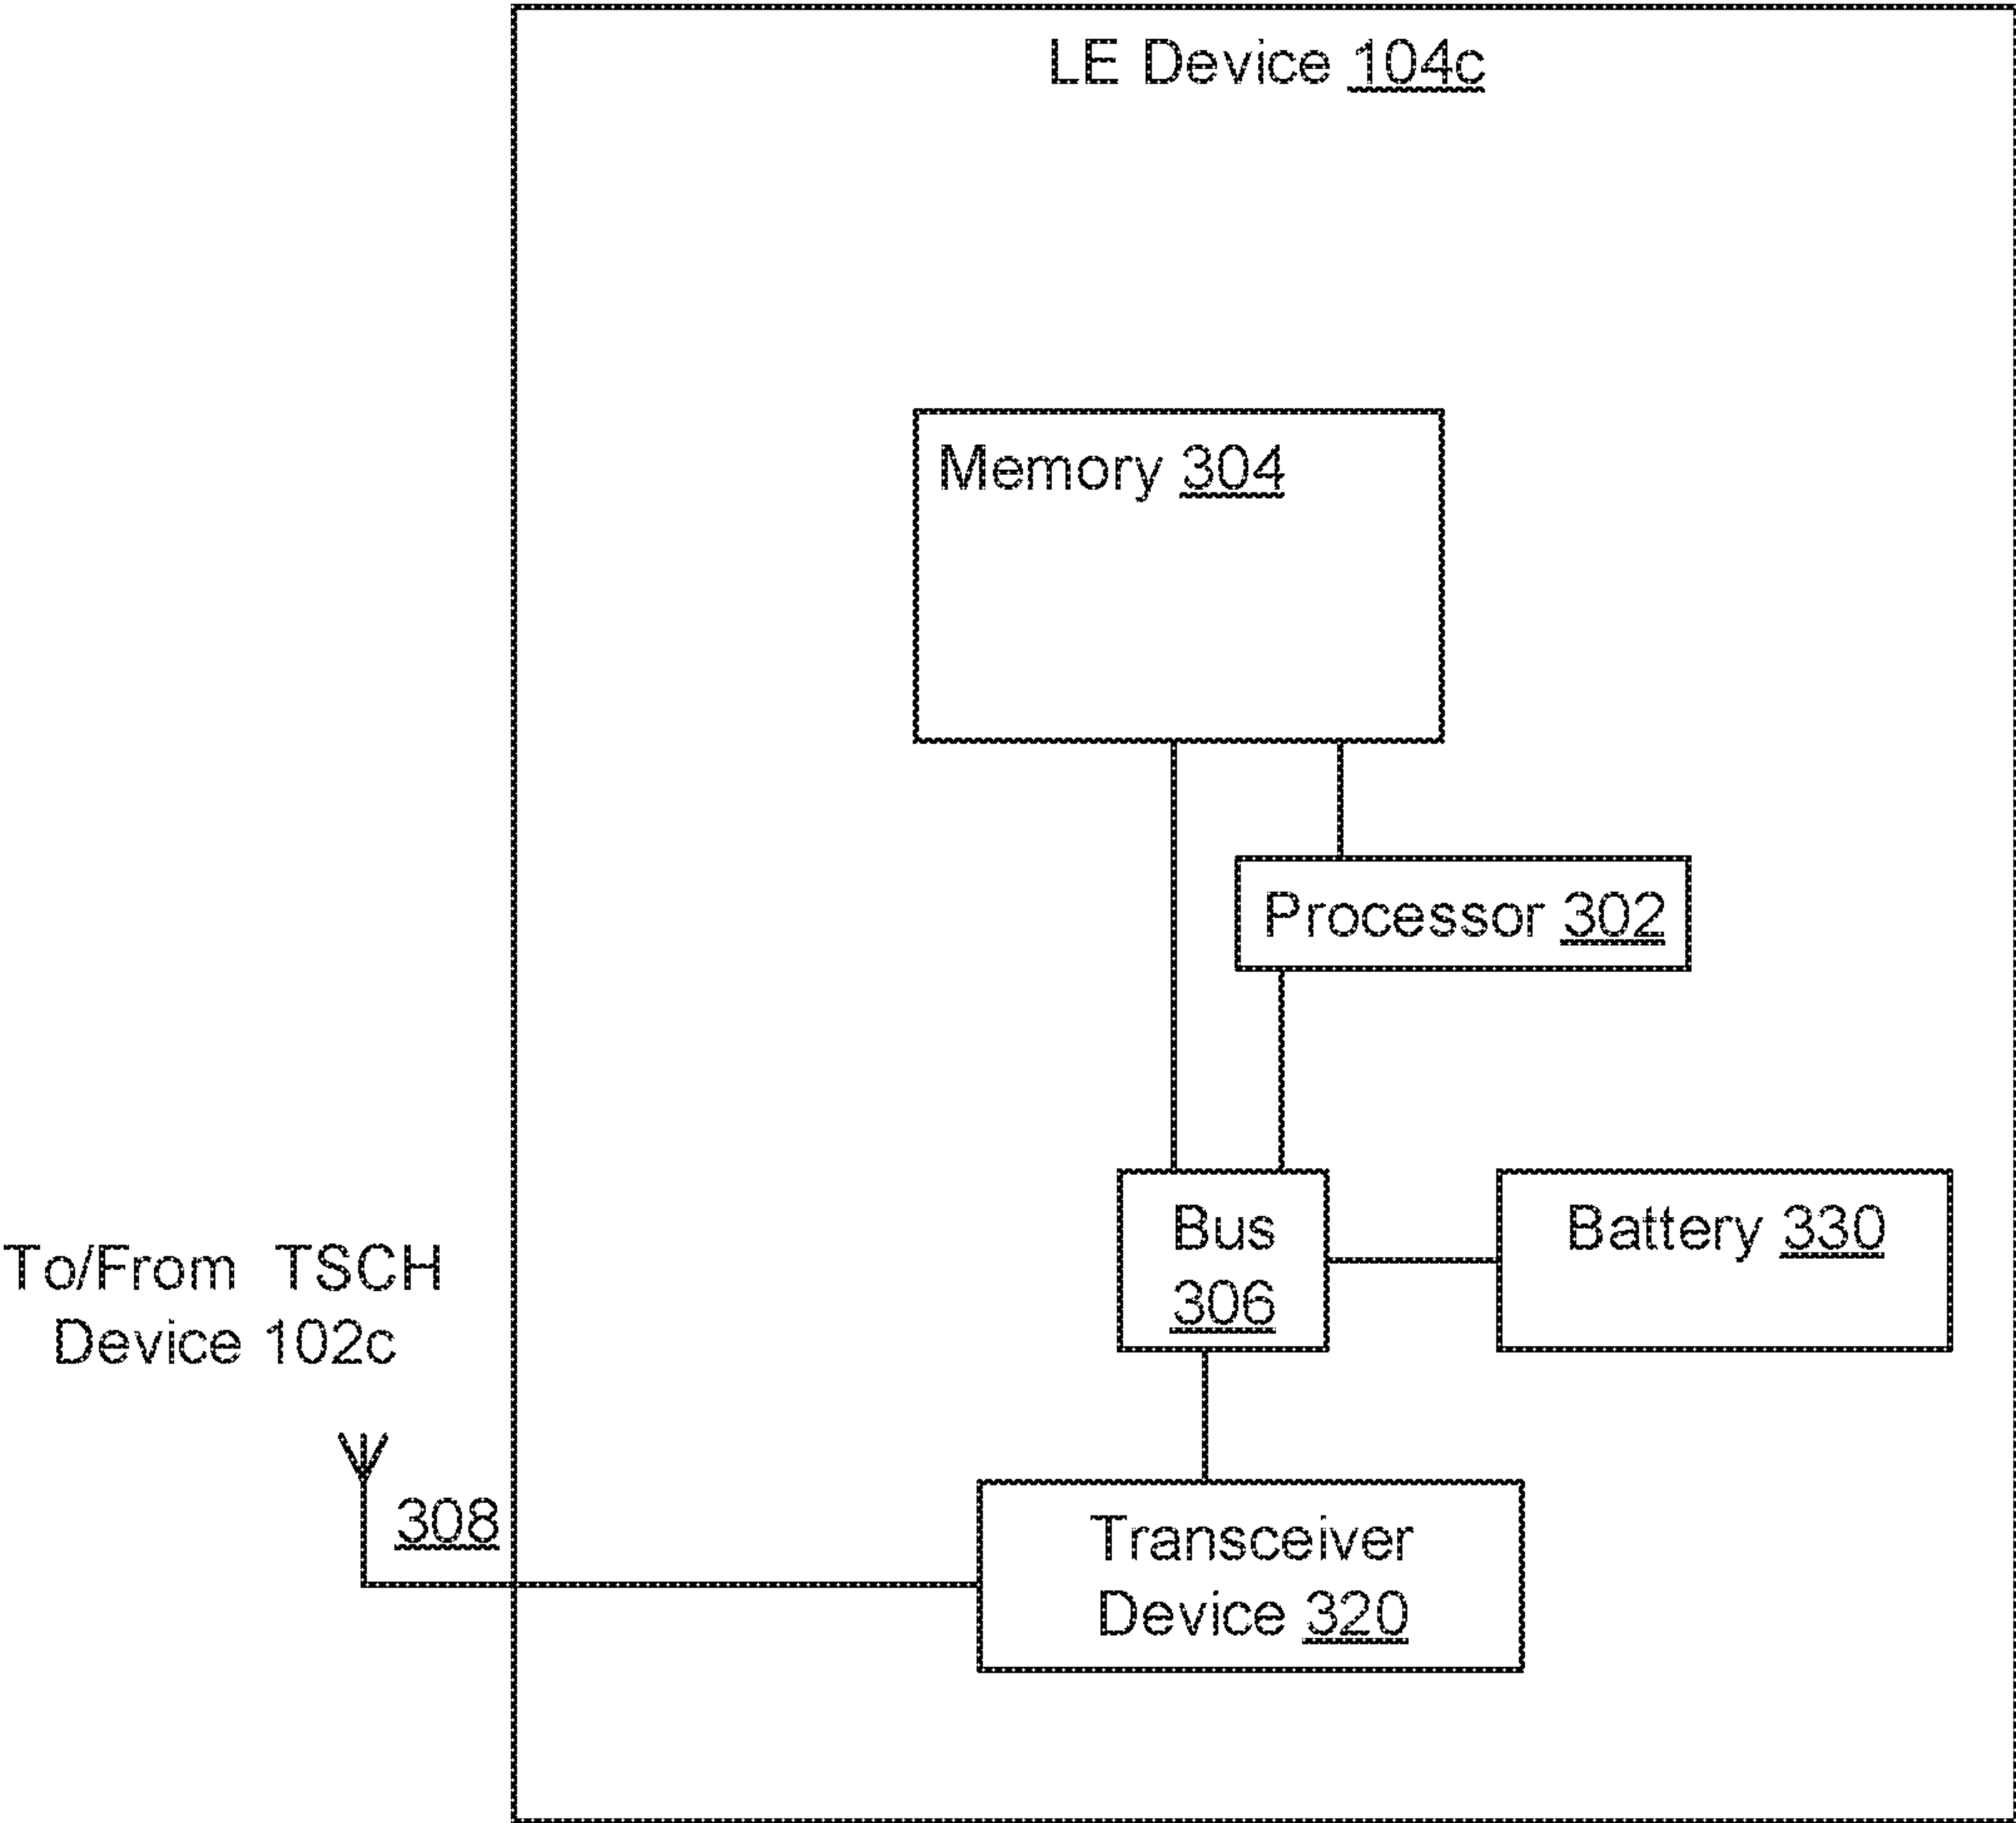 LE Device 104c
Memory 304
Processor 302
Bus
306
Battery 330
To/From TSCH
Device 102c
308
Transceiver
Device 320